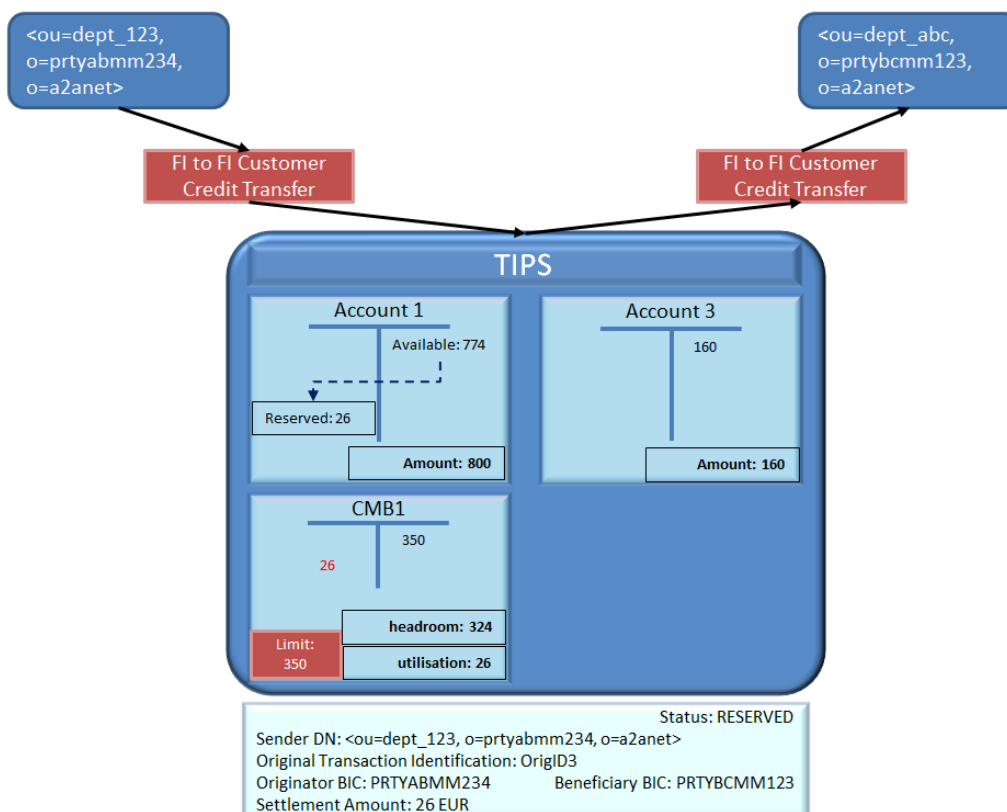 <ou=dept_123,
o=prtyabmm234,
o=a2anet>
<ou=dept_abc,
o=prtybcmm123,
o=a2anet>
FI to FI Customer
Credit Transfer
FI to FI Customer
Credit Transfer
TIPS
Account 1
Available: 774
Reserved: 26
Amount: 800
Account 3
160
Amount: 160
CMB1
350
26
headroom: 324
Limit:
350
utilisation: 26
Status: RESERVED
Sender DN: <ou=dept_123, o=prtyabmm234, o=a2anet>
Original Transaction Identification: OrigID3
Originator BIC: PRTYABMM234 Beneficiary BIC: PRTYBCMM123
Settlement Amount: 26 EUR